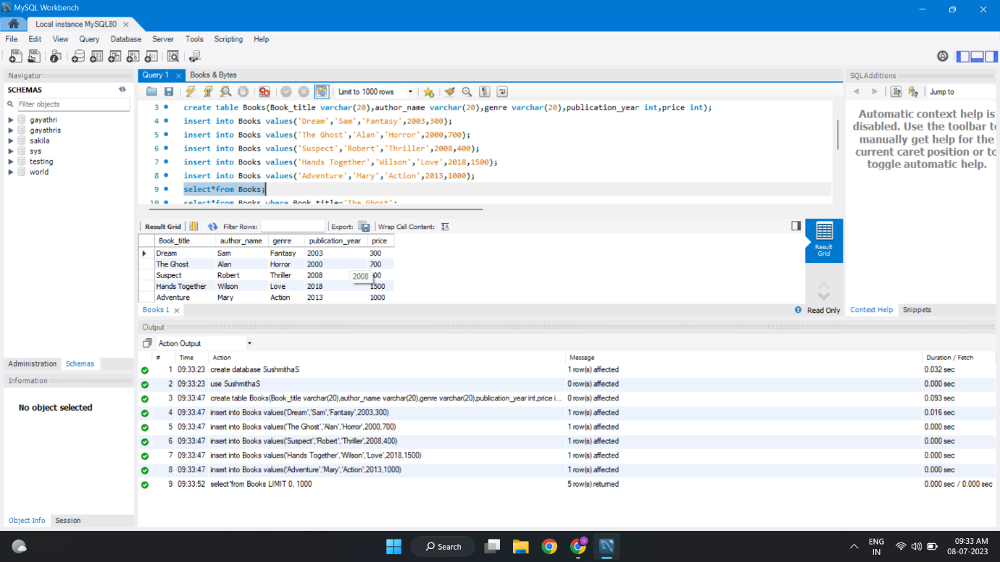 MySQL Workbench
Local instance MySQL80
File Edit View Query Database Server Tools Scripting Help
Navigator
SCHEMAS
Filter objects
gayathri
gayathris
sakila
sys
testing
world
Administration Schemas
Information
No object selected
Object Info Session
Query 1 Books & Bytes
Limit to 1000 rows
3 create table Books(Book_title varchar(20),author_name varchar(20),genre varchar(20),publication_year int,price int);
4 insert into Books values('Dream','Sam','Fantasy',2003,300);
5 insert into Books values('The Ghost','Alan','Horror',2000,700);
6 insert into Books values('Suspect','Robert','Thriller',2008,400);
7 insert into Books values('Hands Together','Wilson','Love',2018,1500);
8 insert into Books values('Adventure','Mary','Action',2013,1000);
9 select*from Books;
10 select*from Books where Book_title='The Ghost';
Result Grid Filter Rows: Export: Wrap Cell Content:
Book_title author_name genre publication_year price
Dream Sam Fantasy 2003 300
The Ghost Alan Horror 2000 700
Suspect Robert Thriller 2008 2008 00
Hands Together Wilson Love 2018 1500
Adventure Mary Action 2013 1000
Result Grid
Books 1
Read Only
SQLAdditions
Jump to
Automatic context help is
disabled. Use the toolbar to
manually get help for the
current caret position or to
toggle automatic help.
Context Help Snippets
Output
Action Output
# Time Action Message Duration / Fetch
1 09:33:23 create database SushmithaS 1 row(s) affected 0.032 sec
2 09:33:23 use SushmithaS 0 row(s) affected 0.000 sec
3 09:33:47 create table Books(Book_title varchar(20),author_name varchar(20),genre varchar(20),publication_year int,price i... 0 row(s) affected 0.093 sec
4 09:33:47 insert into Books values('Dream','Sam','Fantasy',2003,300) 1 row(s) affected 0.016 sec
5 09:33:47 insert into Books values('The Ghost','Alan','Horror',2000,700) 1 row(s) affected 0.000 sec
6 09:33:47 insert into Books values('Suspect','Robert','Thriller',2008,400) 1 row(s) affected 0.000 sec
7 09:33:47 insert into Books values('Hands Together','Wilson','Love',2018,1500) 1 row(s) affected 0.000 sec
8 09:33:47 insert into Books values('Adventure','Mary','Action',2013,1000) 1 row(s) affected 0.000 sec
9 09:33:52 select*from Books LIMIT 0, 1000 5 row(s) returned 0.000 sec / 0.000 sec
Search
ENG
IN
09:33 AM
08-07-2023